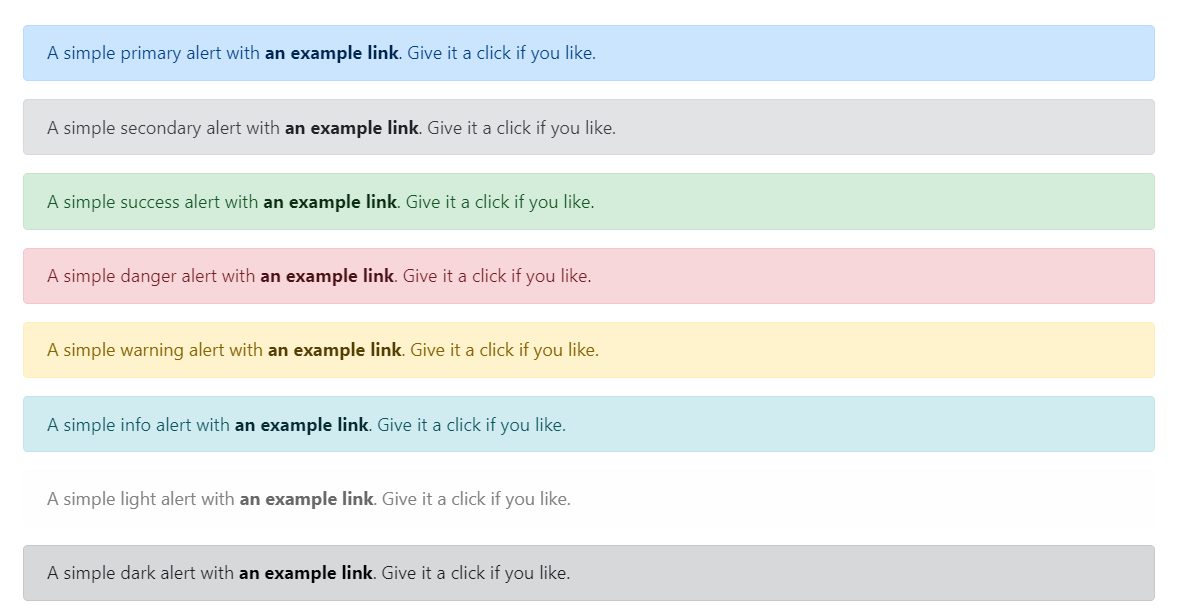 A simple primary alert with an example link. Give it a click if you like.
A simple secondary alert with an example link. Give it a click if you like.
A simple success alert with an example link. Give it a click if you like.
A simple danger alert with an example link. Give it a click if you like.
A simple warning alert with an example link. Give it a click if you like.
A simple info alert with an example link. Give it a click if you like.
A simple light alert with an example link. Give it a click if you like.
A simple dark alert with an example link. Give it a click if you like.